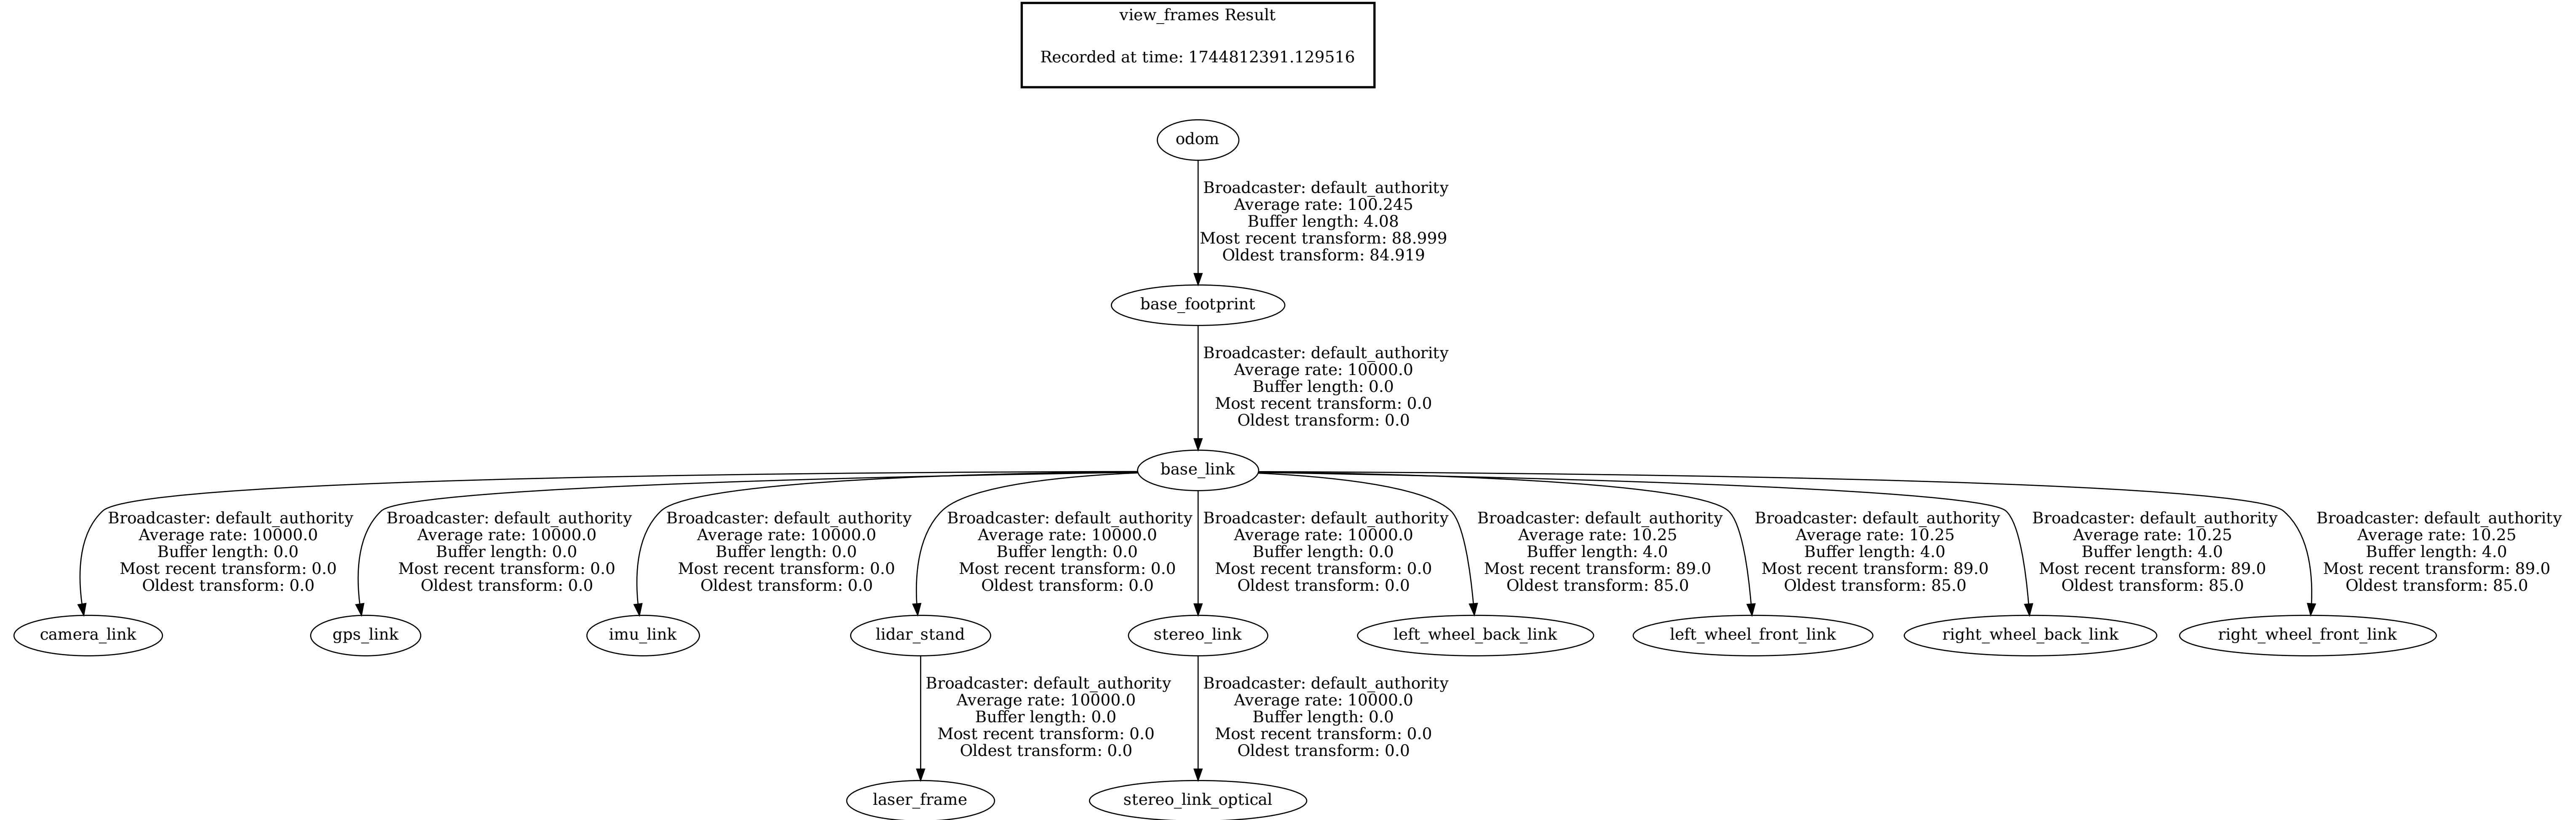 view_frames Result
Recorded at time: 1744812391.129516
odom
Broadcaster: default_authority
Average rate: 100.245
Buffer length: 4.08
Most recent transform: 88.999
Oldest transform: 84.919
base_footprint
Broadcaster: default_authority
Average rate: 10000.0
Buffer length: 0.0
Most recent transform: 0.0
Oldest transform: 0.0
base_link
Broadcaster: default_authority
Average rate: 10000.0
Buffer length: 0.0
Most recent transform: 0.0
Oldest transform: 0.0
Broadcaster: default_authority
Average rate: 10000.0
Buffer length: 0.0
Most recent transform: 0.0
Oldest transform: 0.0
Broadcaster: default_authority
Average rate: 10000.0
Buffer length: 0.0
Most recent transform: 0.0
Oldest transform: 0.0
Broadcaster: default_authority
Average rate: 10000.0
Buffer length: 0.0
Most recent transform: 0.0
Oldest transform: 0.0
Broadcaster: default_authority
Average rate: 10000.0
Buffer length: 0.0
Most recent transform: 0.0
Oldest transform: 0.0
Broadcaster: default_authority
Average rate: 10.25
Buffer length: 4.0
Most recent transform: 89.0
Oldest transform: 85.0
Broadcaster: default_authority
Average rate: 10.25
Buffer length: 4.0
Most recent transform: 89.0
Oldest transform: 85.0
Broadcaster: default_authority
Average rate: 10.25
Buffer length: 4.0
Most recent transform: 89.0
Oldest transform: 85.0
Broadcaster: default_authority
Average rate: 10.25
Buffer length: 4.0
Most recent transform: 89.0
Oldest transform: 85.0
camera_link
gps_link
imu_link
lidar_stand
stereo_link
left_wheel_back_link
left_wheel_front_link
right_wheel_back_link
right_wheel_front_link
Broadcaster: default_authority
Average rate: 10000.0
Buffer length: 0.0
Most recent transform: 0.0
Oldest transform: 0.0
Broadcaster: default_authority
Average rate: 10000.0
Buffer length: 0.0
Most recent transform: 0.0
Oldest transform: 0.0
laser_frame
stereo_link_optical